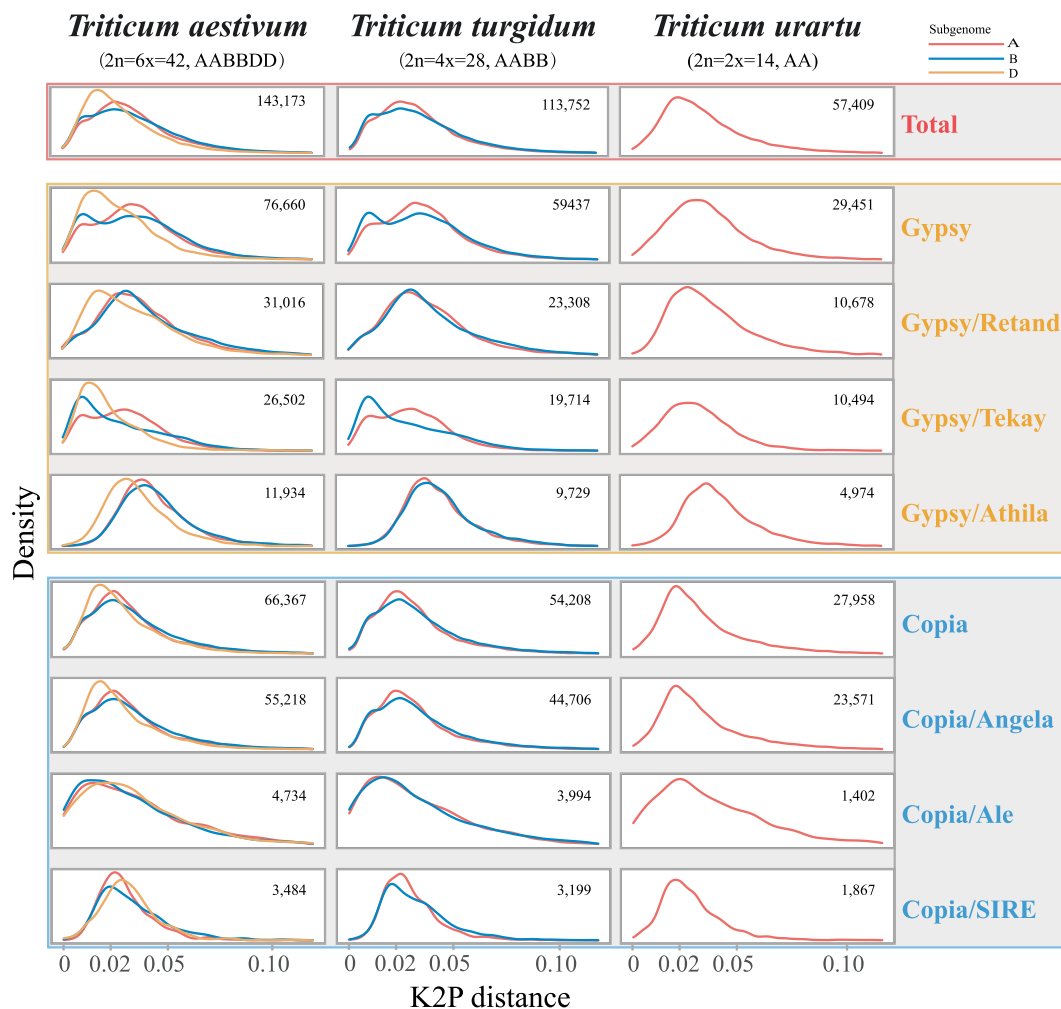 Triticum aestivum Triticum turgidum Triticum urartu
(2n=6x=42, AABBDD) (2n=4x=28, AABB) (2n=2x=14, AA)
Subgenome
A
B
D
143,173 113,752 57,409 Total
76,660 59437 29,451 Gypsy
31,016 23,308 10,678 Gypsy/Retand
26,502 19,714 10,494 Gypsy/Tekay
11,934 9,729 4,974 Gypsy/Athila
Density
66,367 54,208 27,958 Copia
55,218 44,706 23,571 Copia/Angela
4,734 3,994 1,402 Copia/Ale
3,484 3,199 1,867 Copia/SIRE
0 0.02 0.05 0.10 0 0.02 0.05 0.10 0 0.02 0.05 0.10
K2P distance